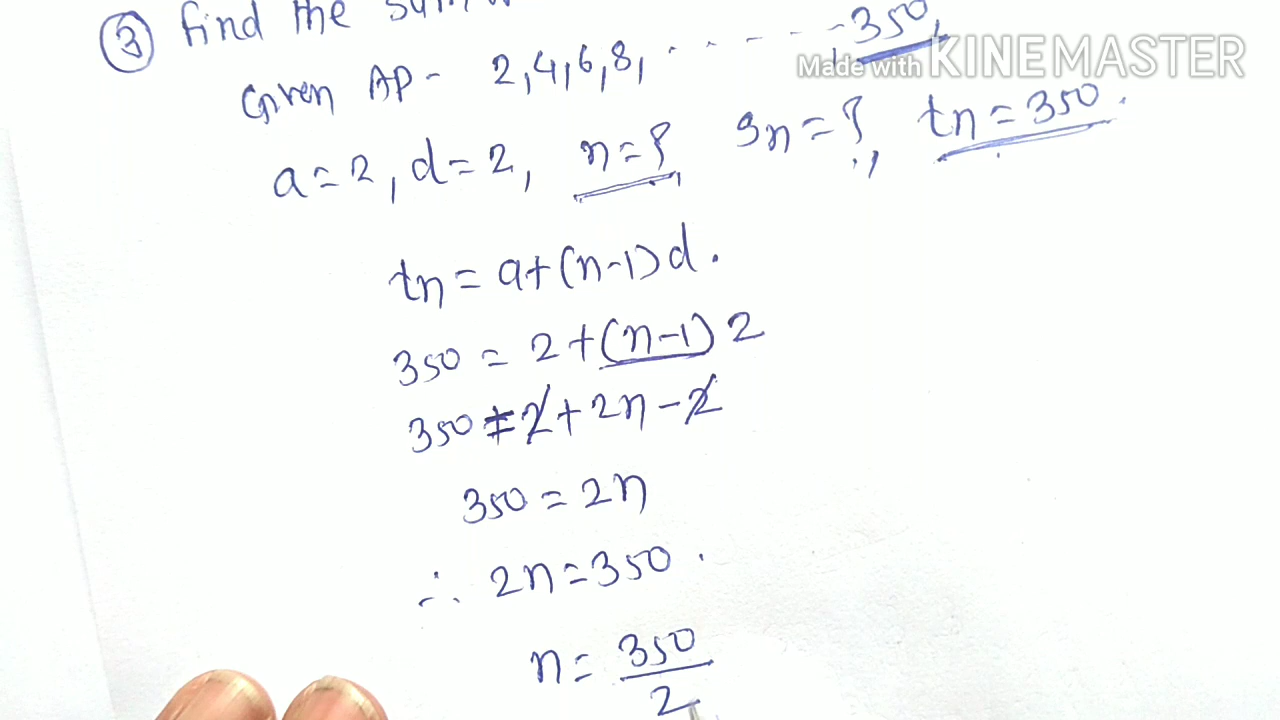 ③ Find the sum
Given AP - 2,4,6,8, ........350,
Made with KINEMASTER
a=2, d=2, n=? Sn=?, tn=350.
tn=a+(n-1)d.
350 = 2+(n-1) 2
350 = 2+2n-2
350=2n
∴ 2n=350.
n= 350/2